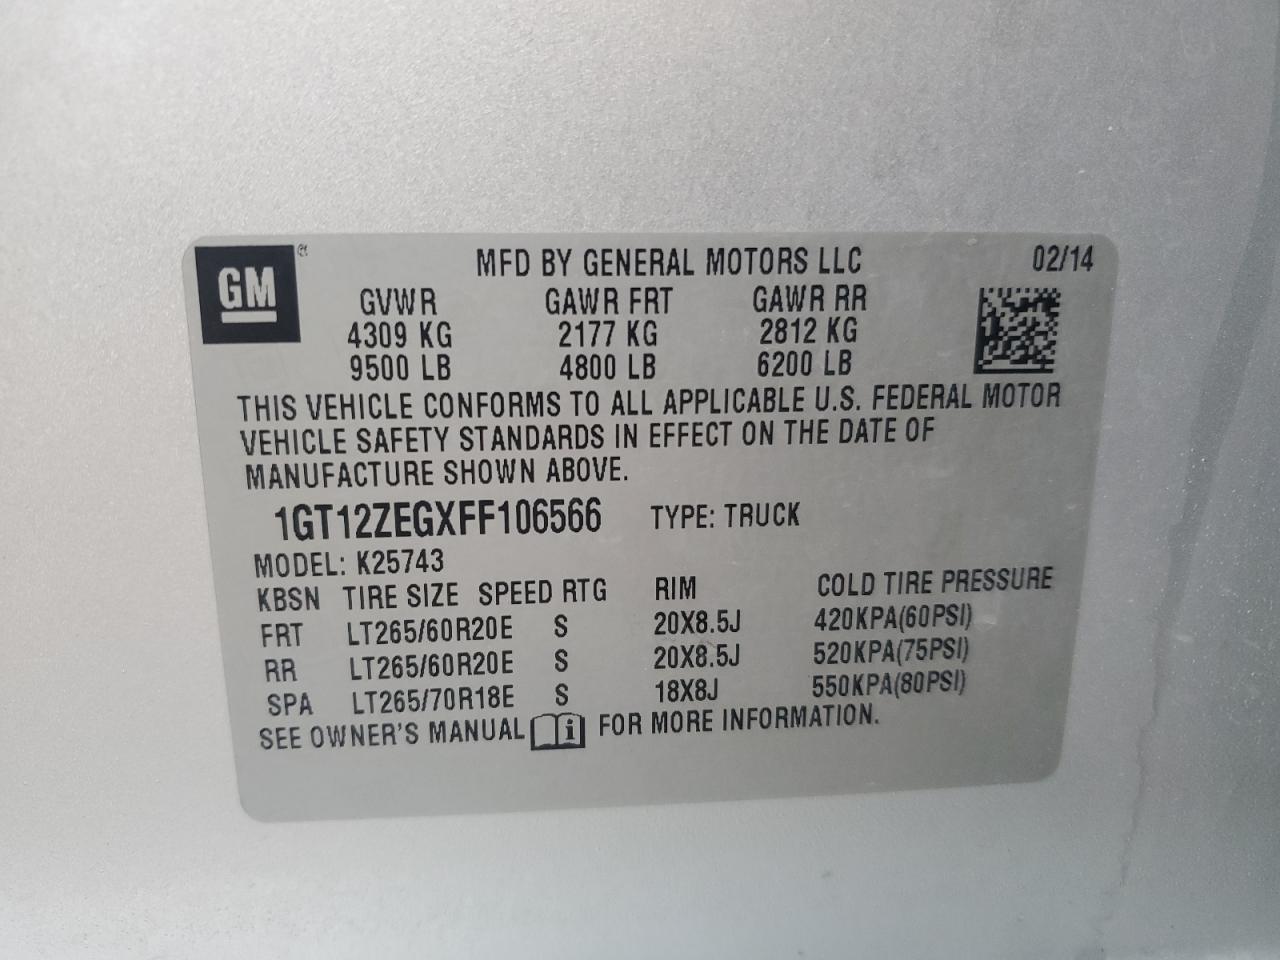 GM
MFD BY GENERAL MOTORS LLC 02/14
GVWR GAWR FRT GAWR RR
4309 KG 2177 KG 2812 KG
9500 LB 4800 LB 6200 LB
THIS VEHICLE CONFORMS TO ALL APPLICABLE U.S. FEDERAL MOTOR
VEHICLE SAFETY STANDARDS IN EFFECT ON THE DATE OF
MANUFACTURE SHOWN ABOVE.
1GT12ZEGXFF106566 TYPE: TRUCK
MODEL: K25743
KBSN TIRE SIZE SPEED RTG RIM COLD TIRE PRESSURE
FRT LT265/60R20E S 20X8.5J 420KPA(60PSI)
RR LT265/60R20E S 20X8.5J 520KPA(75PSI)
SPA LT265/70R18E S 18X8J 550KPA(80PSI)
SEE OWNER'S MANUAL i FOR MORE INFORMATION.